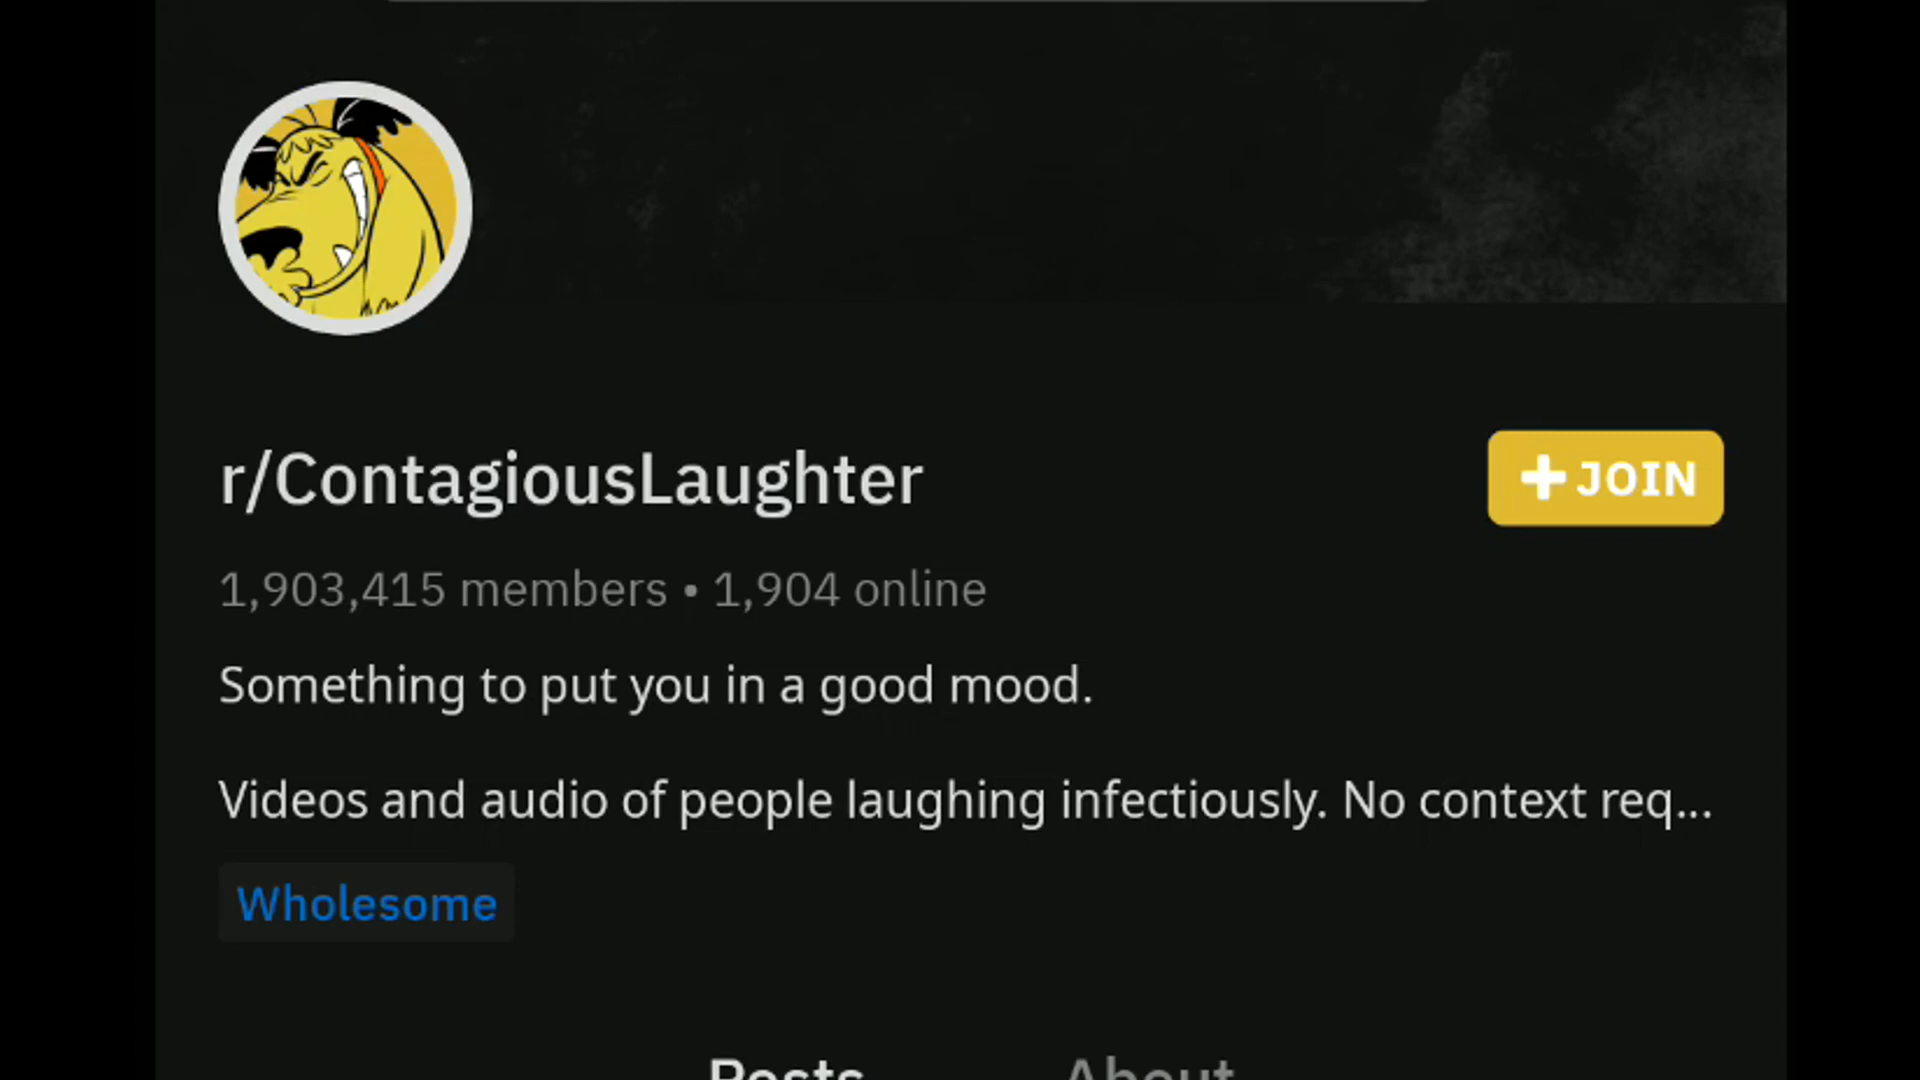 r/ContagiousLaughter
JOIN
1,903,415 members • 1,904 online
Something to put you in a good mood.
Videos and audio of people laughing infectiously. No context req...
Wholesome
Posts About